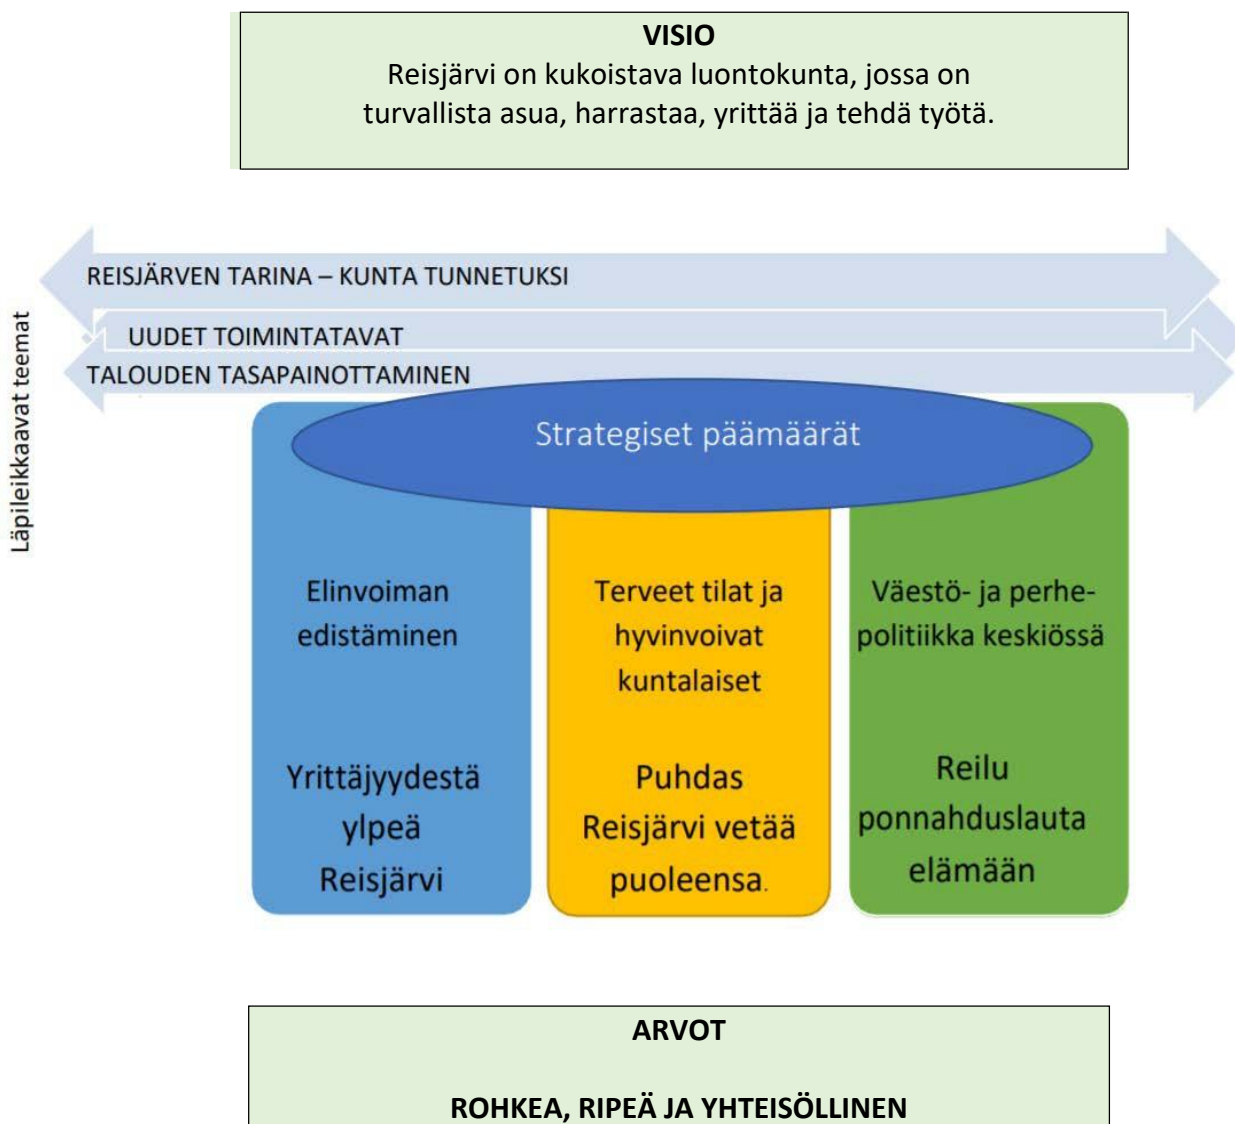 VISIO
Reisjärvi on kukoistava luontokunta, jossa on
turvallista asua, harrastaa, yrittää ja tehdä työtä.
REISJÄRVEN TARINA – KUNTA TUNNETUKSI
UUDET TOIMINTATAVAT
TALOUDEN TASAPAINOTTAMINEN
Läpileikkaavat teemat
Strategiset päämäärät
Elinvoiman
edistäminen
Yrittäjyydestä
ylpeä
Reisjärvi
Terveet tilat ja
hyvinvoivat
kuntalaiset
Puhdas
Reisjärvi vetää
puoleensa.
Väestö- ja perhe-
politiikka keskiössä
Reilu
ponnahduslauta
elämään
ARVOT
ROHKEA, RIPEÄ JA YHTEISÖLLINEN